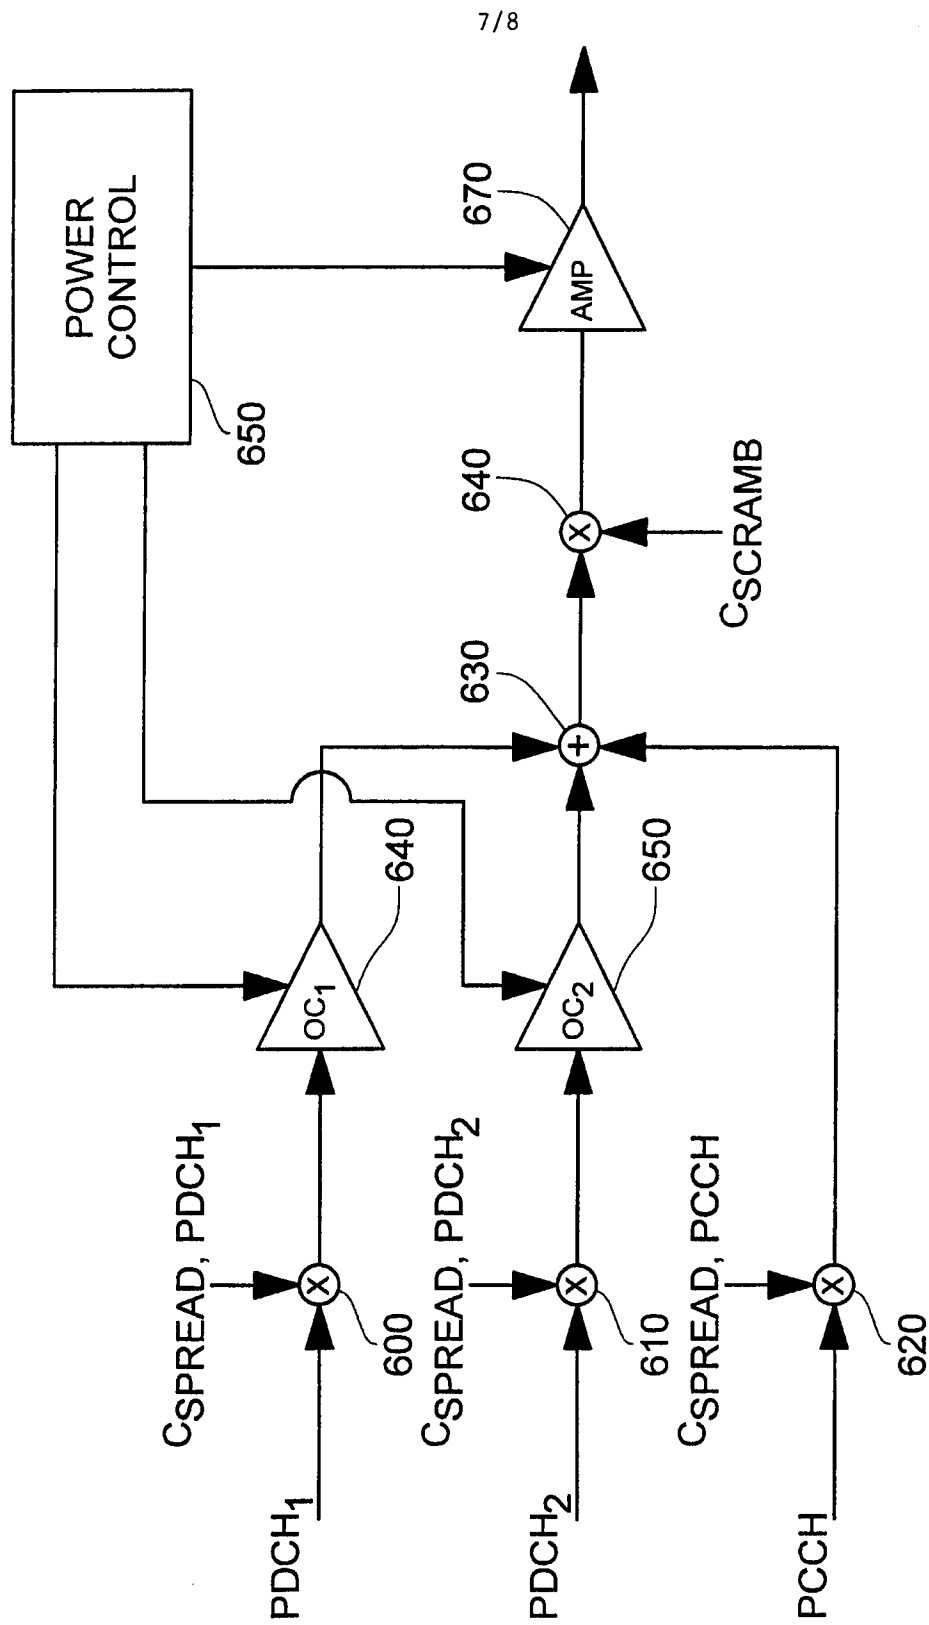 7/8
POWER
CONTROL
650
670
AMP
640
CSCRAMB
630
640
OC1
650
OC2
CSPREAD, PDCH1
600
PDCH1
CSPREAD, PDCH2
610
PDCH2
CSPREAD, PCCH
620
PCCH
X
X
X
X
+